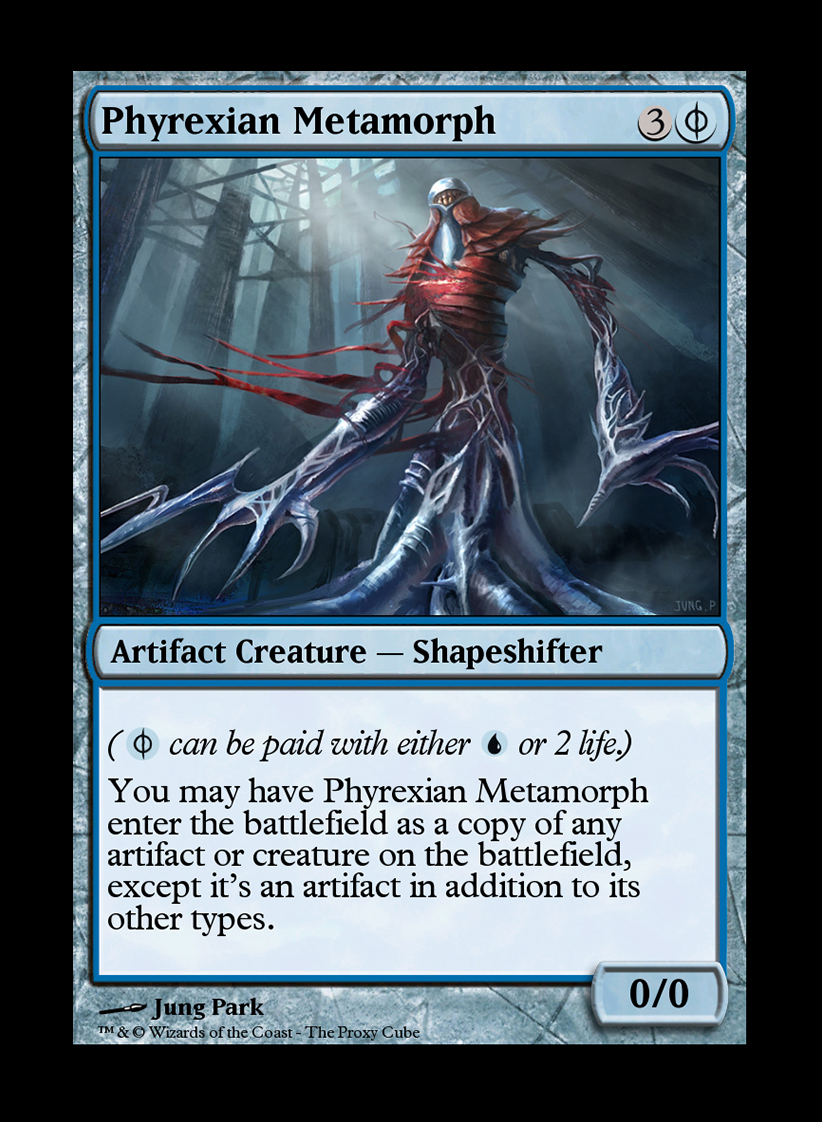 Phyrexian Metamorph 3
JUNG.P
Artifact Creature — Shapeshifter
( can be paid with either or 2 life.)
You may have Phyrexian Metamorph
enter the battlefield as a copy of any
artifact or creature on the battlefield,
except it's an artifact in addition to its
other types.
0/0
Jung Park
™ & © Wizards of the Coast - The Proxy Cube